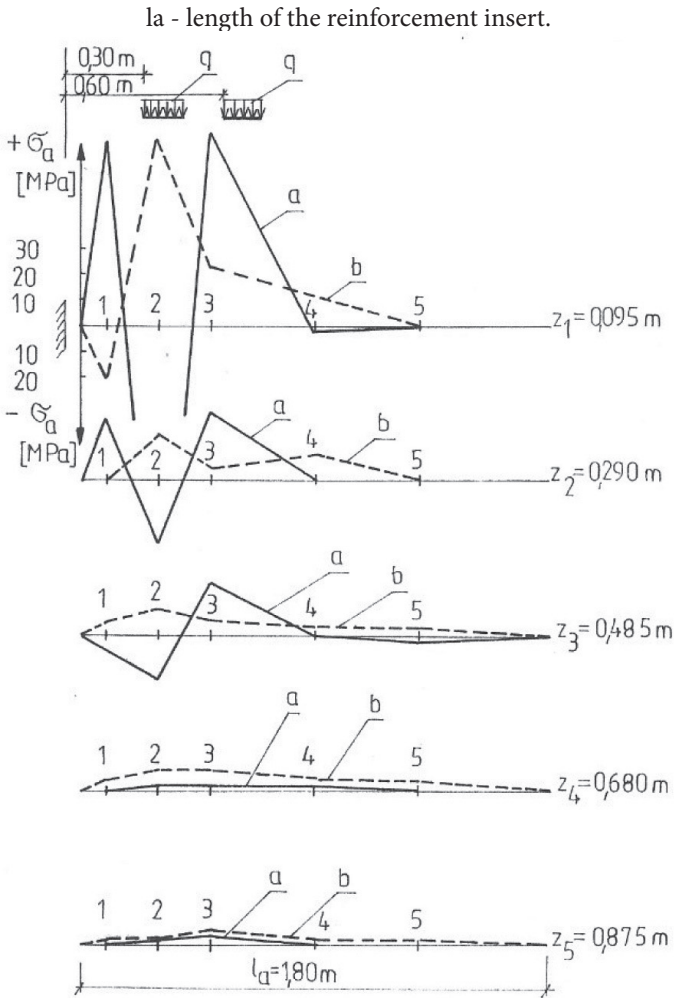 la - length of the reinforcement insert.
0,30 m
q
q
0,60 m
+ σa
[MPa]
a
30
20
10
b
1
2
3
4
5
z1=0,095 m
10
20
- σa
[MPa]
a
b
1
2
3
4
5
z2=0,290 m
a
b
1
2
3
4
5
z3=0,485 m
a
b
1
2
3
4
5
z4=0,680 m
a
b
1
2
3
4
5
z5=0,875 m
la=1,80 m